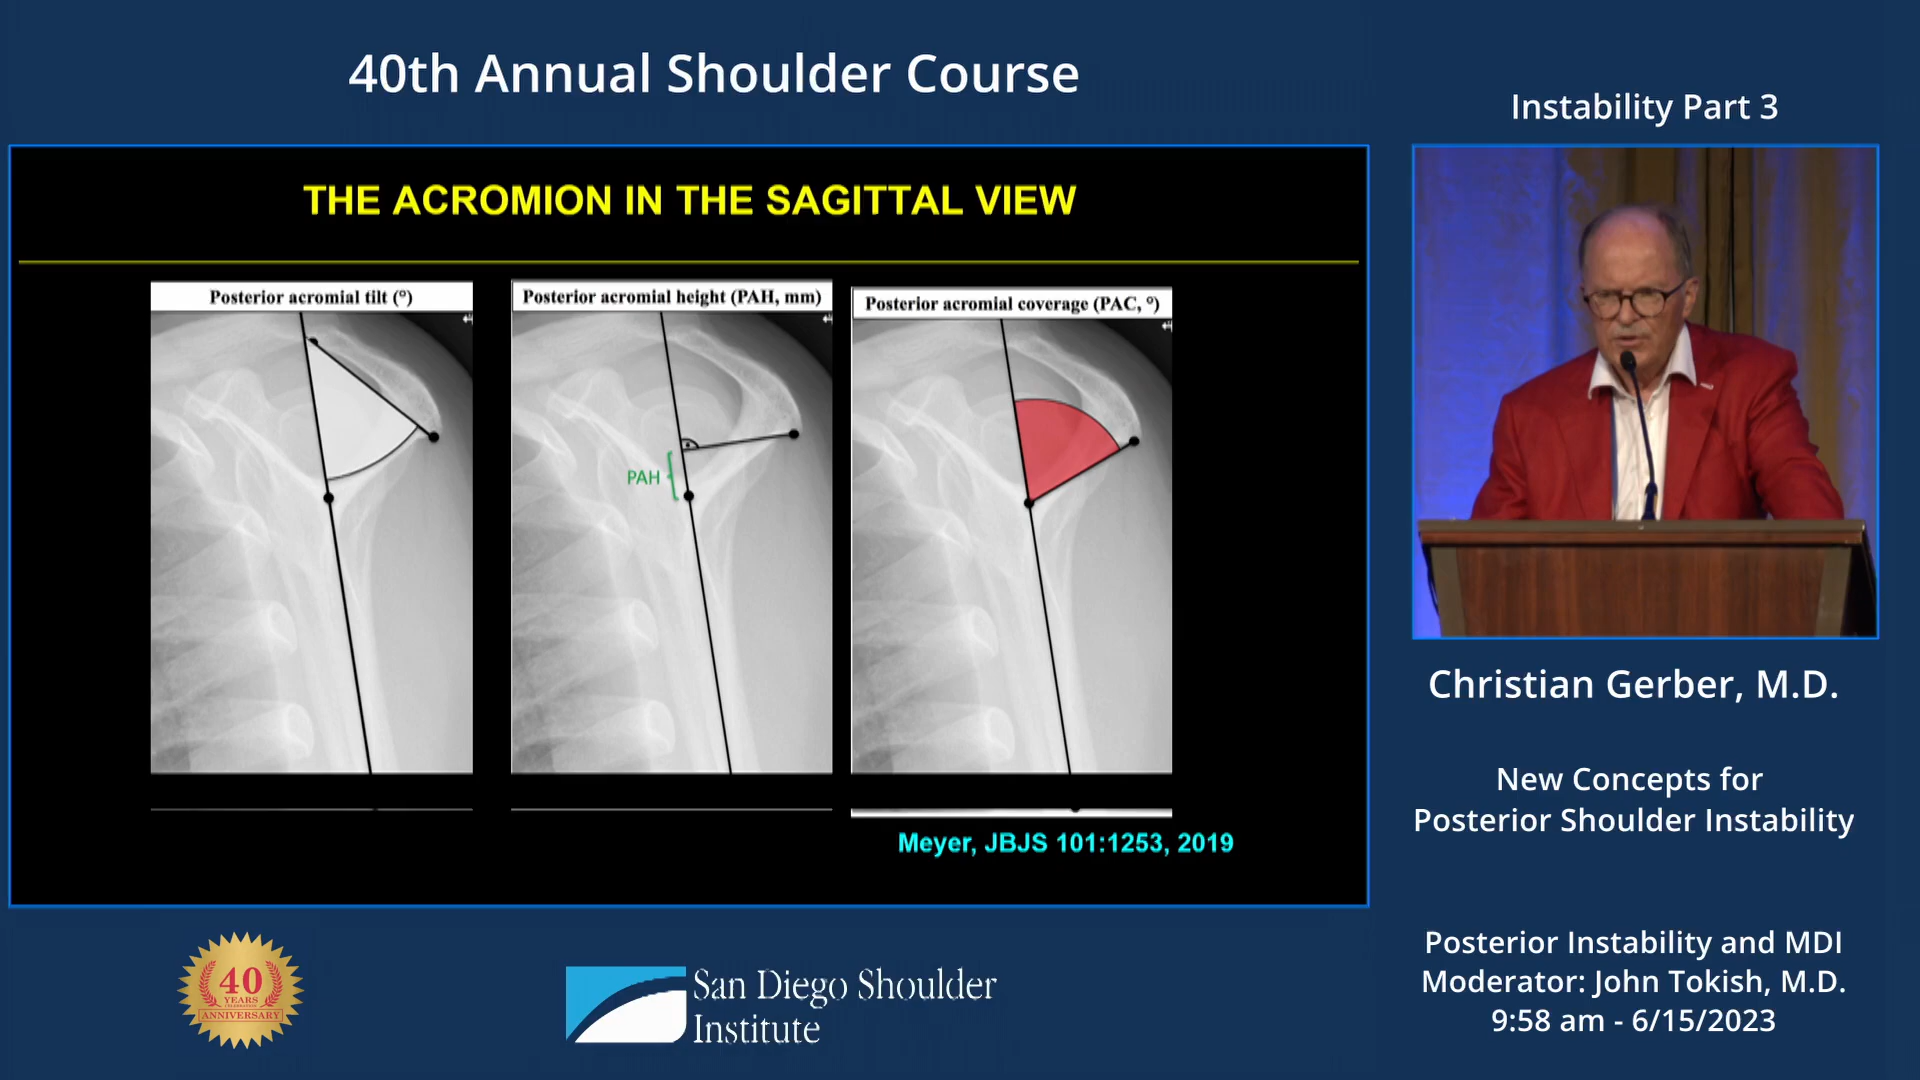 40th Annual Shoulder Course
Instability Part 3
THE ACROMION IN THE SAGITTAL VIEW
Posterior acromial tilt (°)
Posterior acromial height (PAH, mm)
Posterior acromial coverage (PAC, °)
PAH
Meyer, JBJS 101:1253, 2019
Christian Gerber, M.D.
New Concepts for
Posterior Shoulder Instability
Posterior Instability and MDI
Moderator: John Tokish, M.D.
9:58 am - 6/15/2023
40
YEARS
CELEBRATION
ANNIVERSARY
San Diego Shoulder
Institute